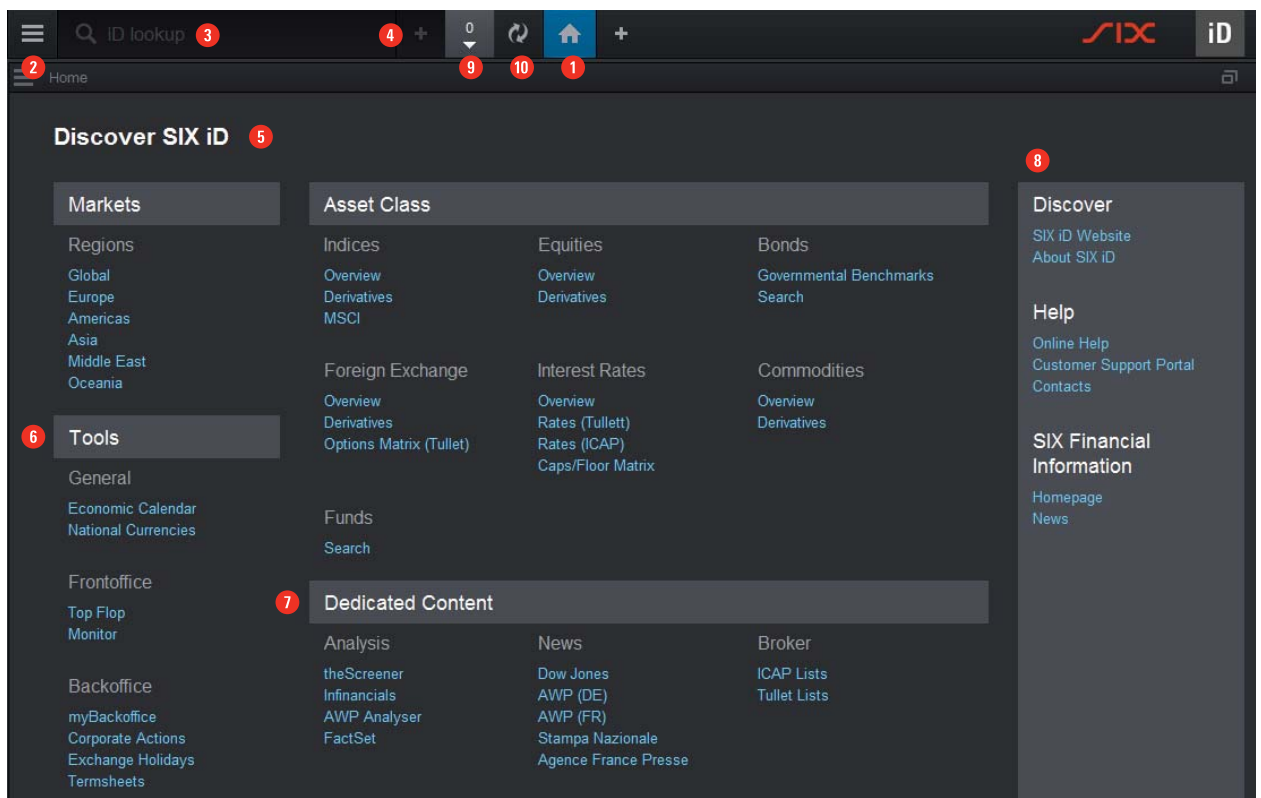 iD lookup 3 4 + 0 + SIX iD
2 9 10 1
Home
Discover SIX iD 5
8
Markets
Regions
Global
Europe
Americas
Asia
Middle East
Oceania
6 Tools
General
Economic Calendar
National Currencies
Frontoffice
Top Flop
Monitor
Backoffice
myBackoffice
Corporate Actions
Exchange Holidays
Termsheets
Asset Class
Indices
Overview
Derivatives
MSCI
Equities
Overview
Derivatives
Bonds
Governmental Benchmarks
Search
Foreign Exchange
Overview
Derivatives
Options Matrix (Tullet)
Interest Rates
Overview
Rates (Tullett)
Rates (ICAP)
Caps/Floor Matrix
Commodities
Overview
Derivatives
Funds
Search
7 Dedicated Content
Analysis
theScreener
Infinancials
AWP Analyser
FactSet
News
Dow Jones
AWP (DE)
AWP (FR)
Stampa Nazionale
Agence France Presse
Broker
ICAP Lists
Tullet Lists
Discover
SIX iD Website
About SIX iD
Help
Online Help
Customer Support Portal
Contacts
SIX Financial
Information
Homepage
News